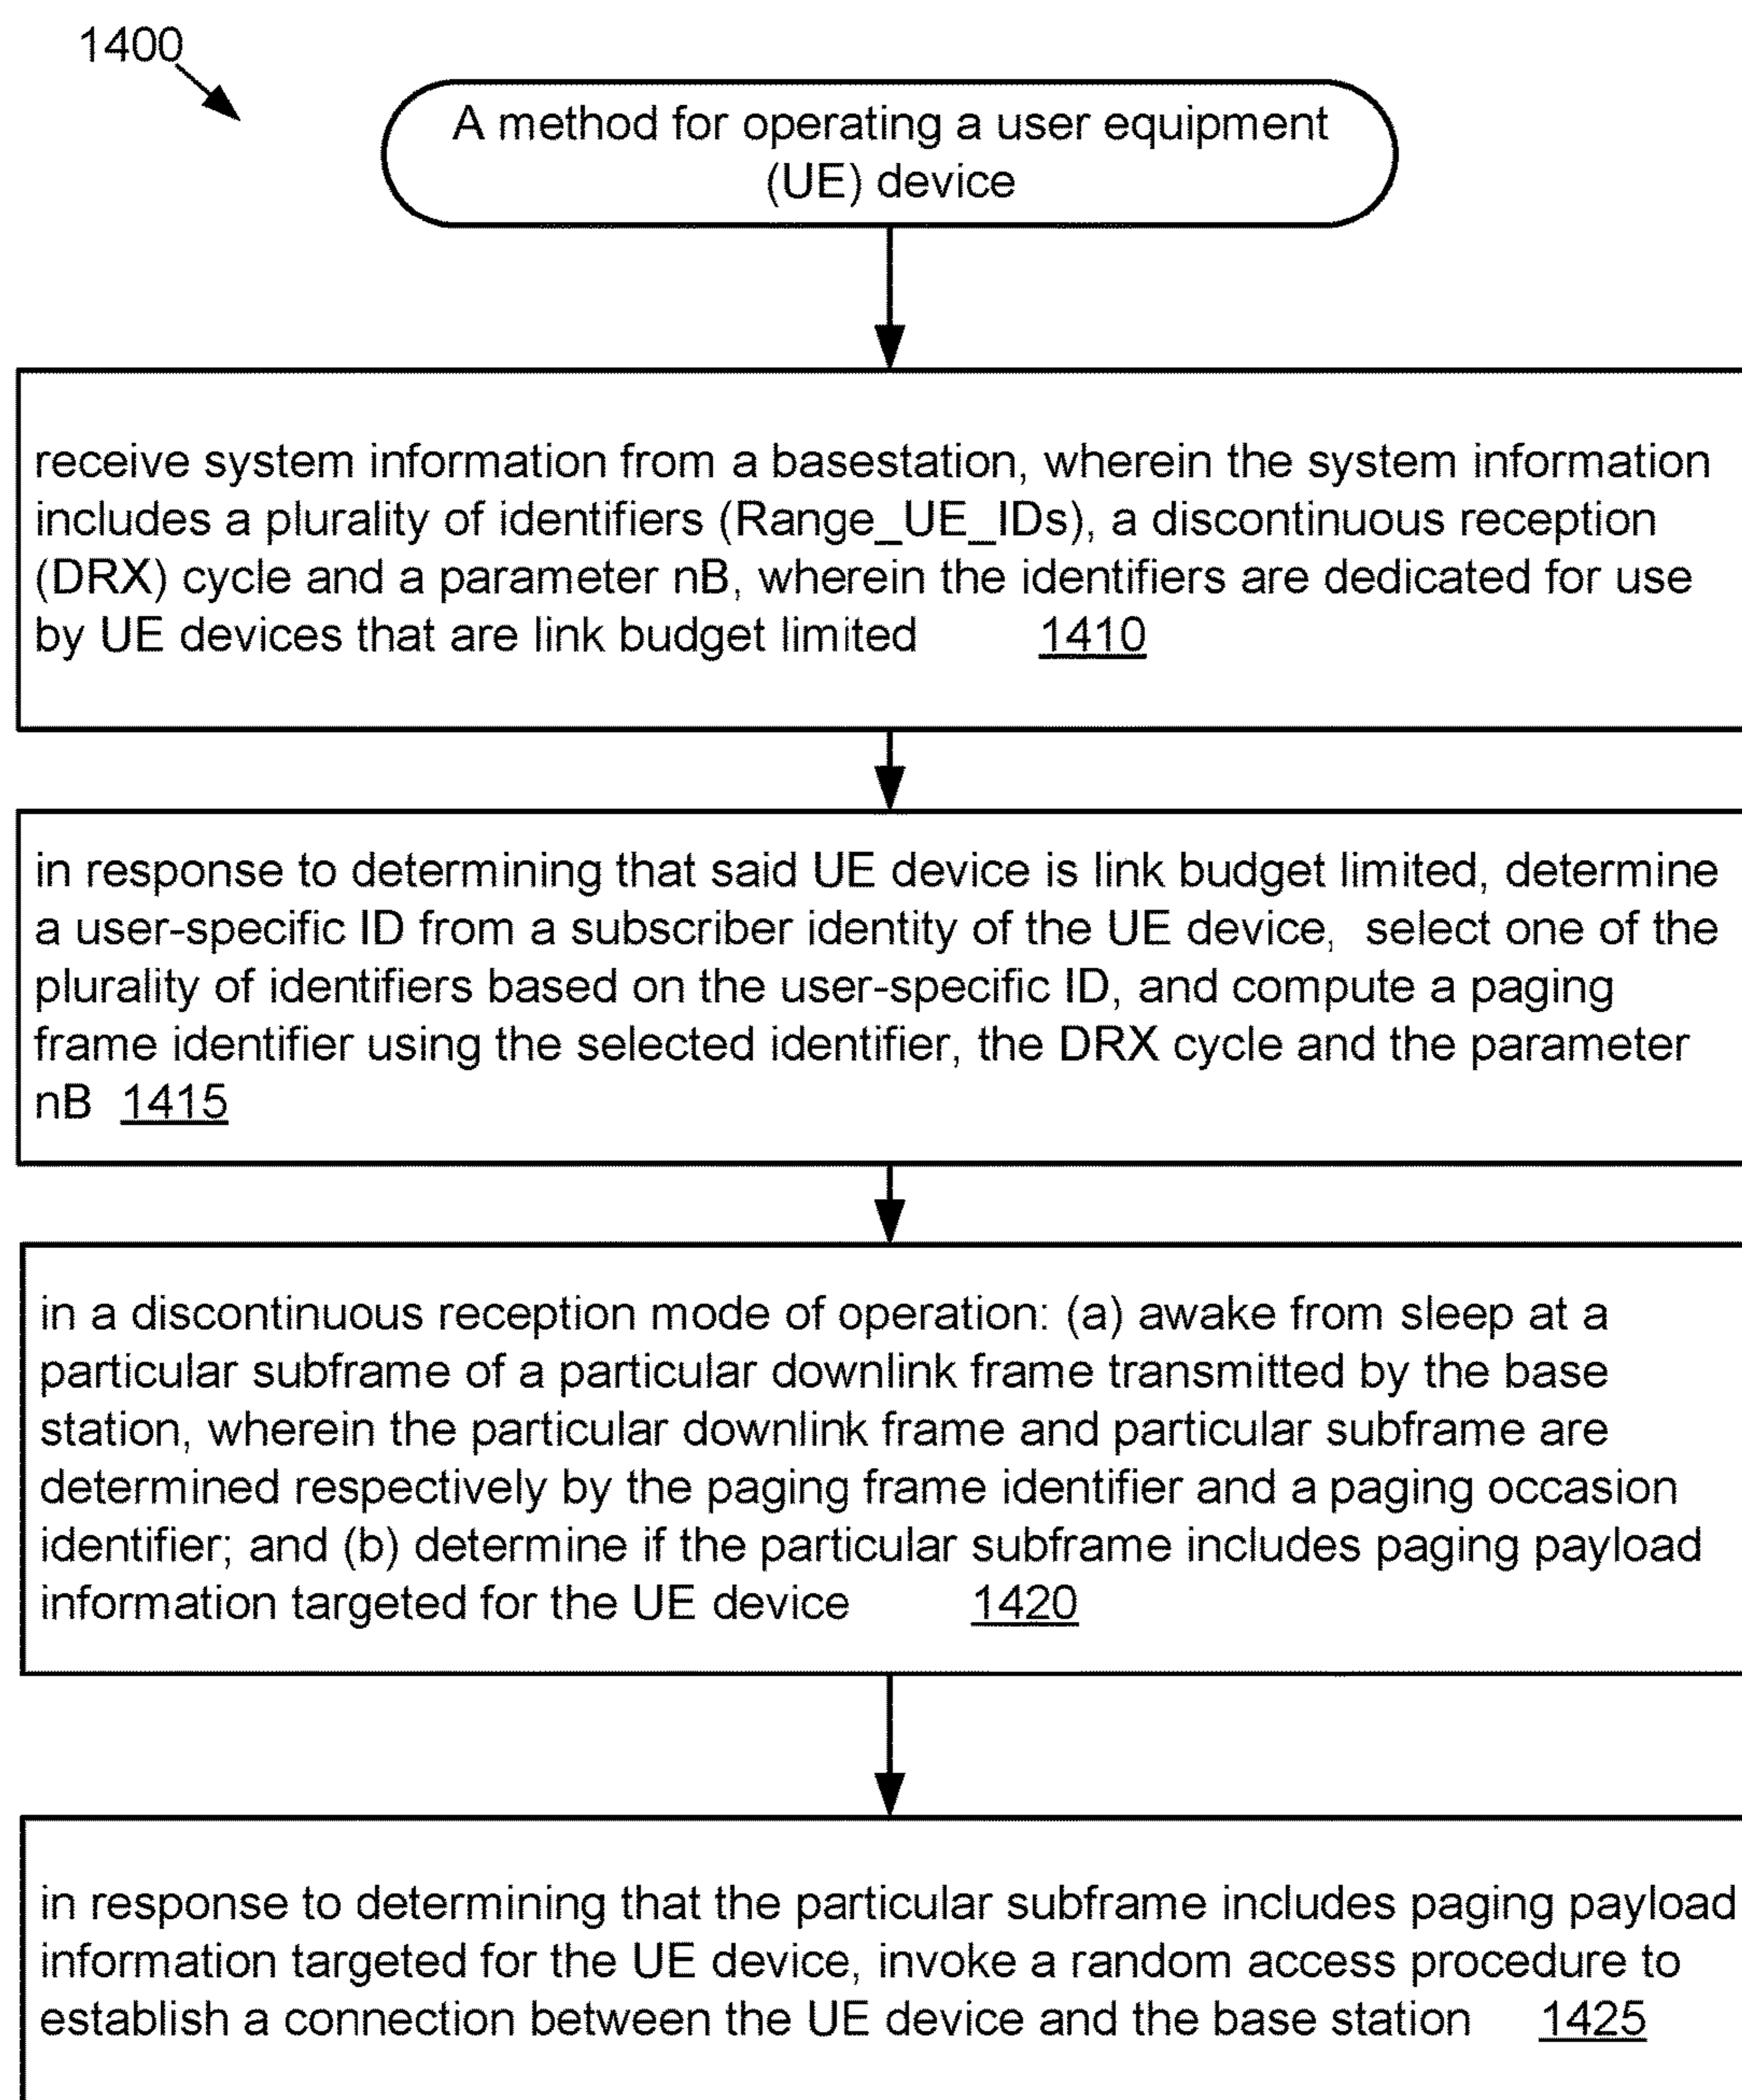 1400
A method for operating a user equipment
(UE) device
receive system information from a basestation, wherein the system information
includes a plurality of identifiers (Range_UE_IDs), a discontinuous reception
(DRX) cycle and a parameter nB, wherein the identifiers are dedicated for use
by UE devices that are link budget limited 1410
in response to determining that said UE device is link budget limited, determine
a user-specific ID from a subscriber identity of the UE device, select one of the
plurality of identifiers based on the user-specific ID, and compute a paging
frame identifier using the selected identifier, the DRX cycle and the parameter
nB 1415
in a discontinuous reception mode of operation: (a) awake from sleep at a
particular subframe of a particular downlink frame transmitted by the base
station, wherein the particular downlink frame and particular subframe are
determined respectively by the paging frame identifier and a paging occasion
identifier; and (b) determine if the particular subframe includes paging payload
information targeted for the UE device 1420
in response to determining that the particular subframe includes paging payload
information targeted for the UE device, invoke a random access procedure to
establish a connection between the UE device and the base station 1425